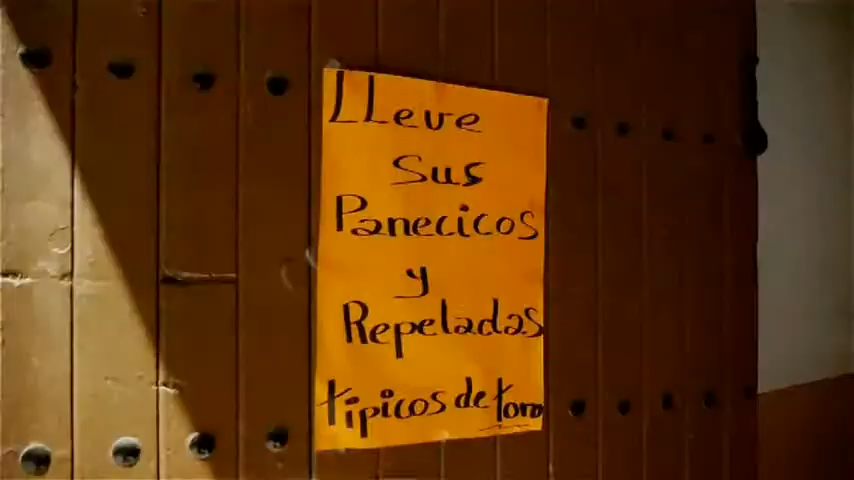 LLeve
Sus
Panecicos
y
Repeladas
tipicos de toro